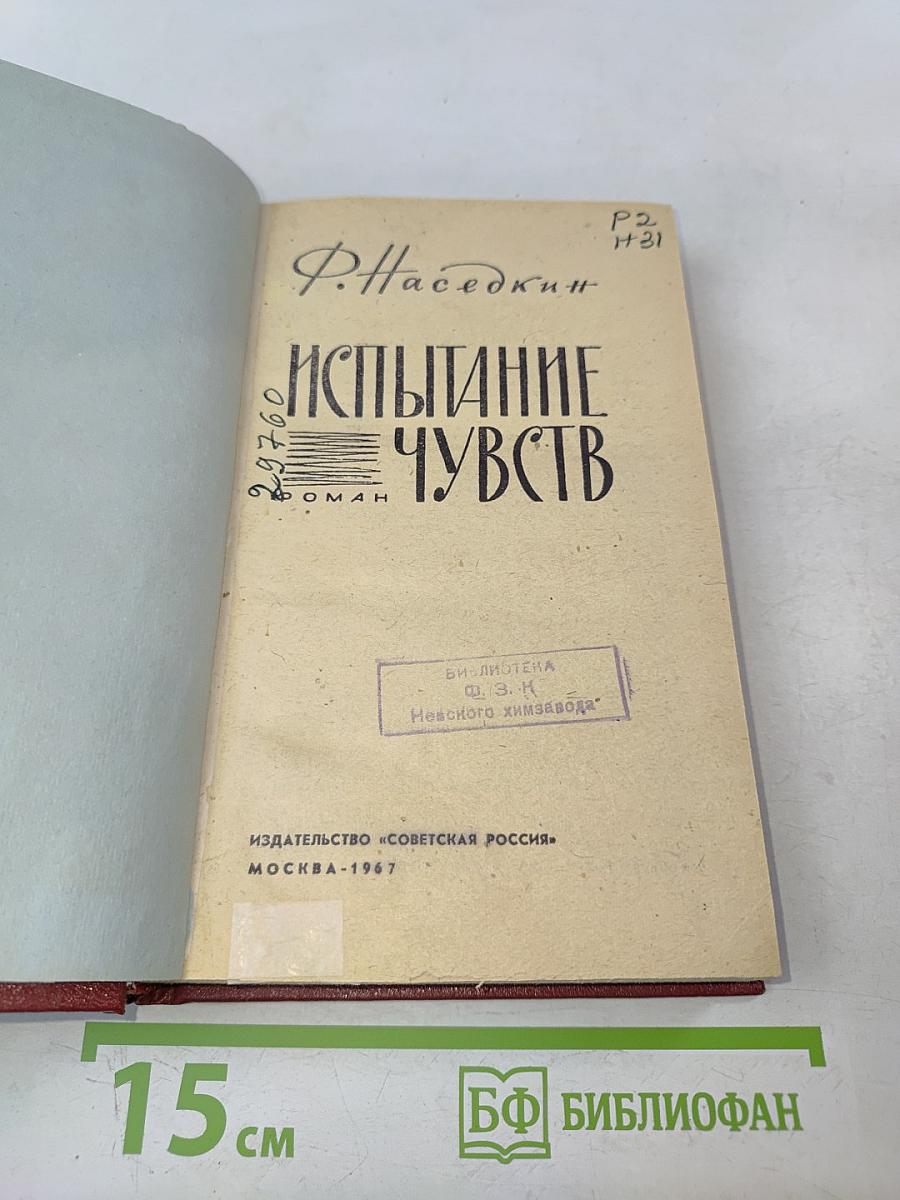 Р2
Н31
Ф. Наседкин
ИСПЫТАНИЕ
ЧУВСТВ
РОМАН
29760
БИБЛИОТЕКА
Ф. З. К
Невского химзавода
ИЗДАТЕЛЬСТВО «СОВЕТСКАЯ РОССИЯ»
МОСКВА-1967
15 см
БФ БИБЛИОФАН